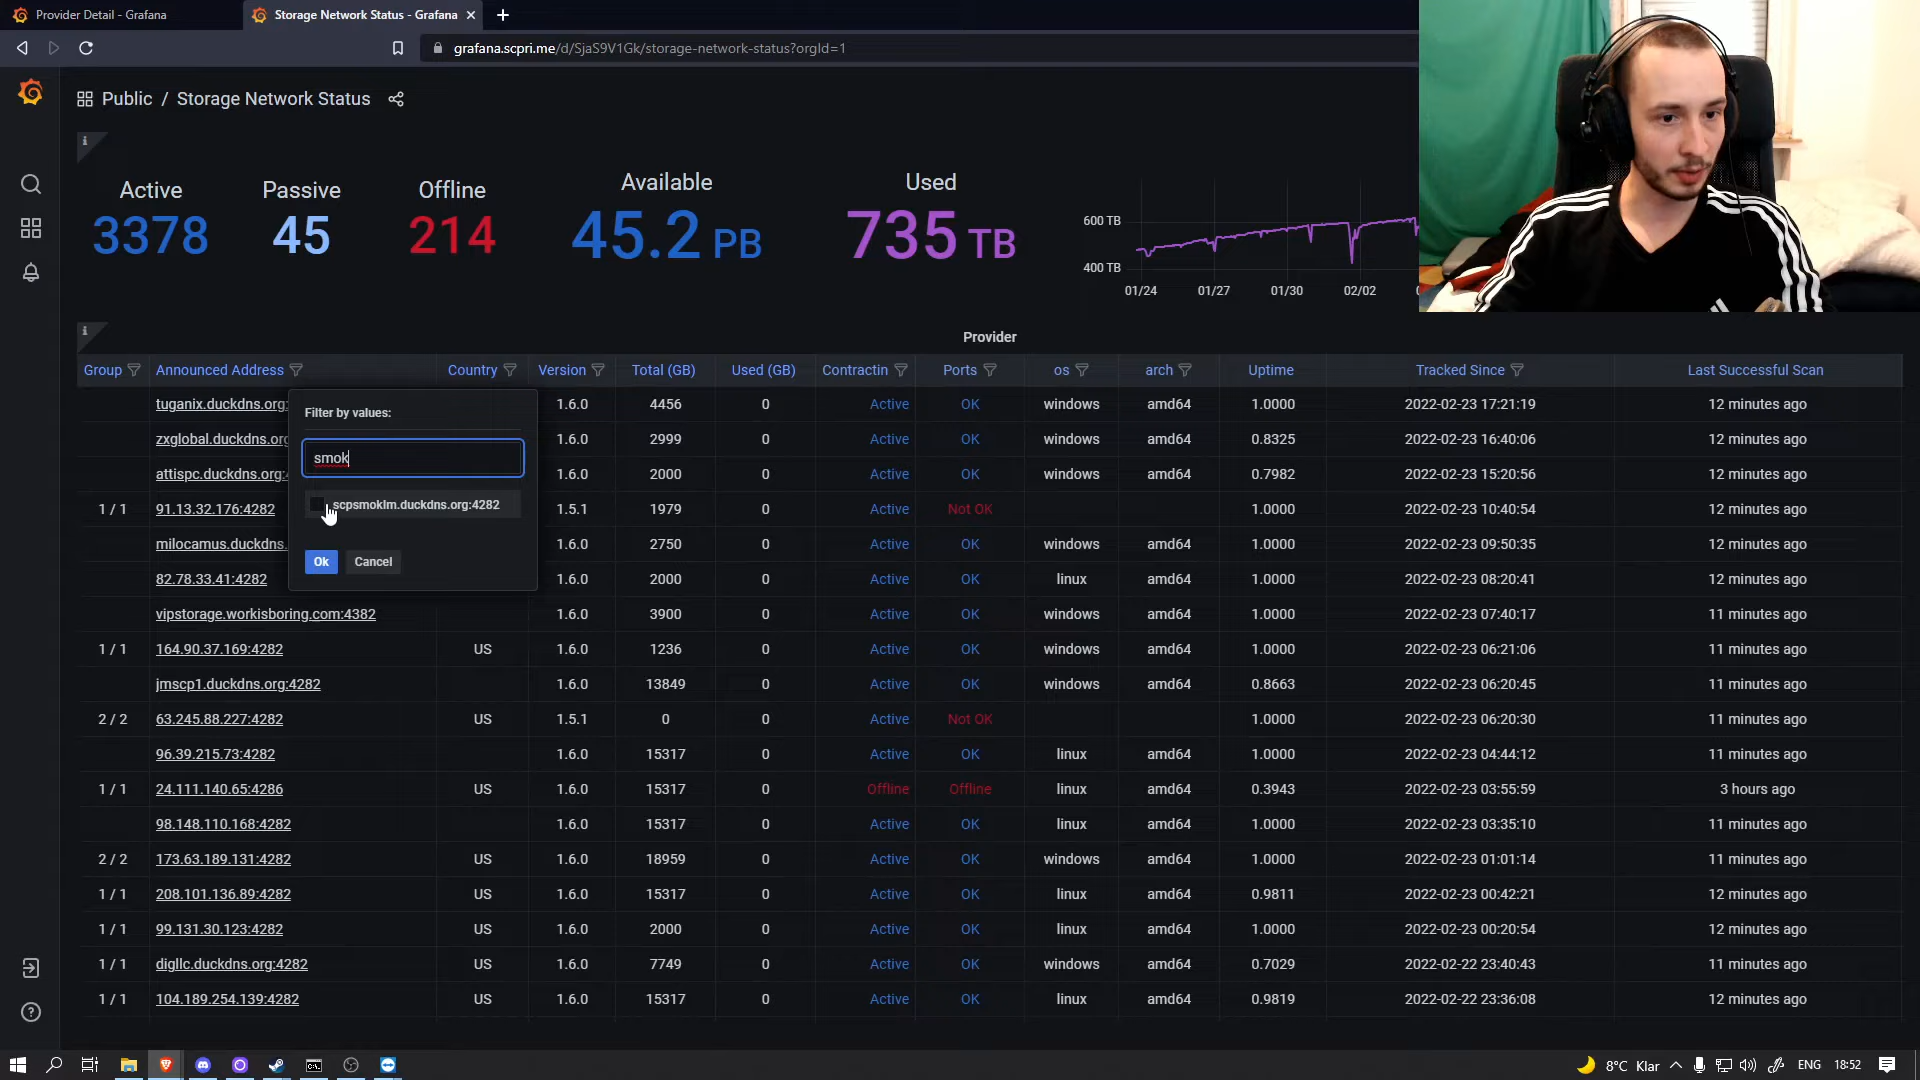 Provider Detail - Grafana
Storage Network Status - Grafana
grafana.scpri.me/d/SjaS9V1Gk/storage-network-status?orgId=1
Public / Storage Network Status
Active Passive Offline Available Used
3378 45 214 45.2 PB 735 TB
600 TB
400 TB
01/24 01/27 01/30 02/02
Provider
Group Announced Address Country Version Total (GB) Used (GB) Contractin Ports os arch Uptime Tracked Since Last Successful Scan
tuganix.duckdns.org: 1.6.0 4456 0 Active OK windows amd64 1.0000 2022-02-23 17:21:19 12 minutes ago
zxglobal.duckdns.org 1.6.0 2999 0 Active OK windows amd64 0.8325 2022-02-23 16:40:06 12 minutes ago
attispc.duckdns.org: 1.6.0 2000 0 Active OK windows amd64 0.7982 2022-02-23 15:20:56 12 minutes ago
1 / 1 91.13.32.176:4282 1.5.1 1979 0 Active Not OK 1.0000 2022-02-23 10:40:54 12 minutes ago
milocamus.duckdns. 1.6.0 2750 0 Active OK windows amd64 1.0000 2022-02-23 09:50:35 12 minutes ago
82.78.33.41:4282 1.6.0 2000 0 Active OK linux amd64 1.0000 2022-02-23 08:20:41 12 minutes ago
vipstorage.workisboring.com:4382 1.6.0 3900 0 Active OK windows amd64 1.0000 2022-02-23 07:40:17 11 minutes ago
1 / 1 164.90.37.169:4282 US 1.6.0 1236 0 Active OK windows amd64 1.0000 2022-02-23 06:21:06 11 minutes ago
jmscp1.duckdns.org:4282 1.6.0 13849 0 Active OK windows amd64 0.8663 2022-02-23 06:20:45 11 minutes ago
2 / 2 63.245.88.227:4282 US 1.5.1 0 0 Active Not OK 1.0000 2022-02-23 06:20:30 11 minutes ago
96.39.215.73:4282 1.6.0 15317 0 Active OK linux amd64 1.0000 2022-02-23 04:44:12 11 minutes ago
1 / 1 24.111.140.65:4286 US 1.6.0 15317 0 Offline Offline linux amd64 0.3943 2022-02-23 03:55:59 3 hours ago
98.148.110.168:4282 1.6.0 15317 0 Active OK linux amd64 1.0000 2022-02-23 03:35:10 11 minutes ago
2 / 2 173.63.189.131:4282 US 1.6.0 18959 0 Active OK windows amd64 1.0000 2022-02-23 01:01:14 11 minutes ago
1 / 1 208.101.136.89:4282 US 1.6.0 15317 0 Active OK linux amd64 0.9811 2022-02-23 00:42:21 12 minutes ago
1 / 1 99.131.30.123:4282 US 1.6.0 2000 0 Active OK linux amd64 1.0000 2022-02-23 00:20:54 12 minutes ago
1 / 1 digllc.duckdns.org:4282 US 1.6.0 7749 0 Active OK windows amd64 0.7029 2022-02-22 23:40:43 11 minutes ago
1 / 1 104.189.254.139:4282 US 1.6.0 15317 0 Active OK linux amd64 0.9819 2022-02-22 23:36:08 12 minutes ago
Filter by values:
smok
scpsmoklm.duckdns.org:4282
Ok Cancel
8°C Klar ENG 18:52